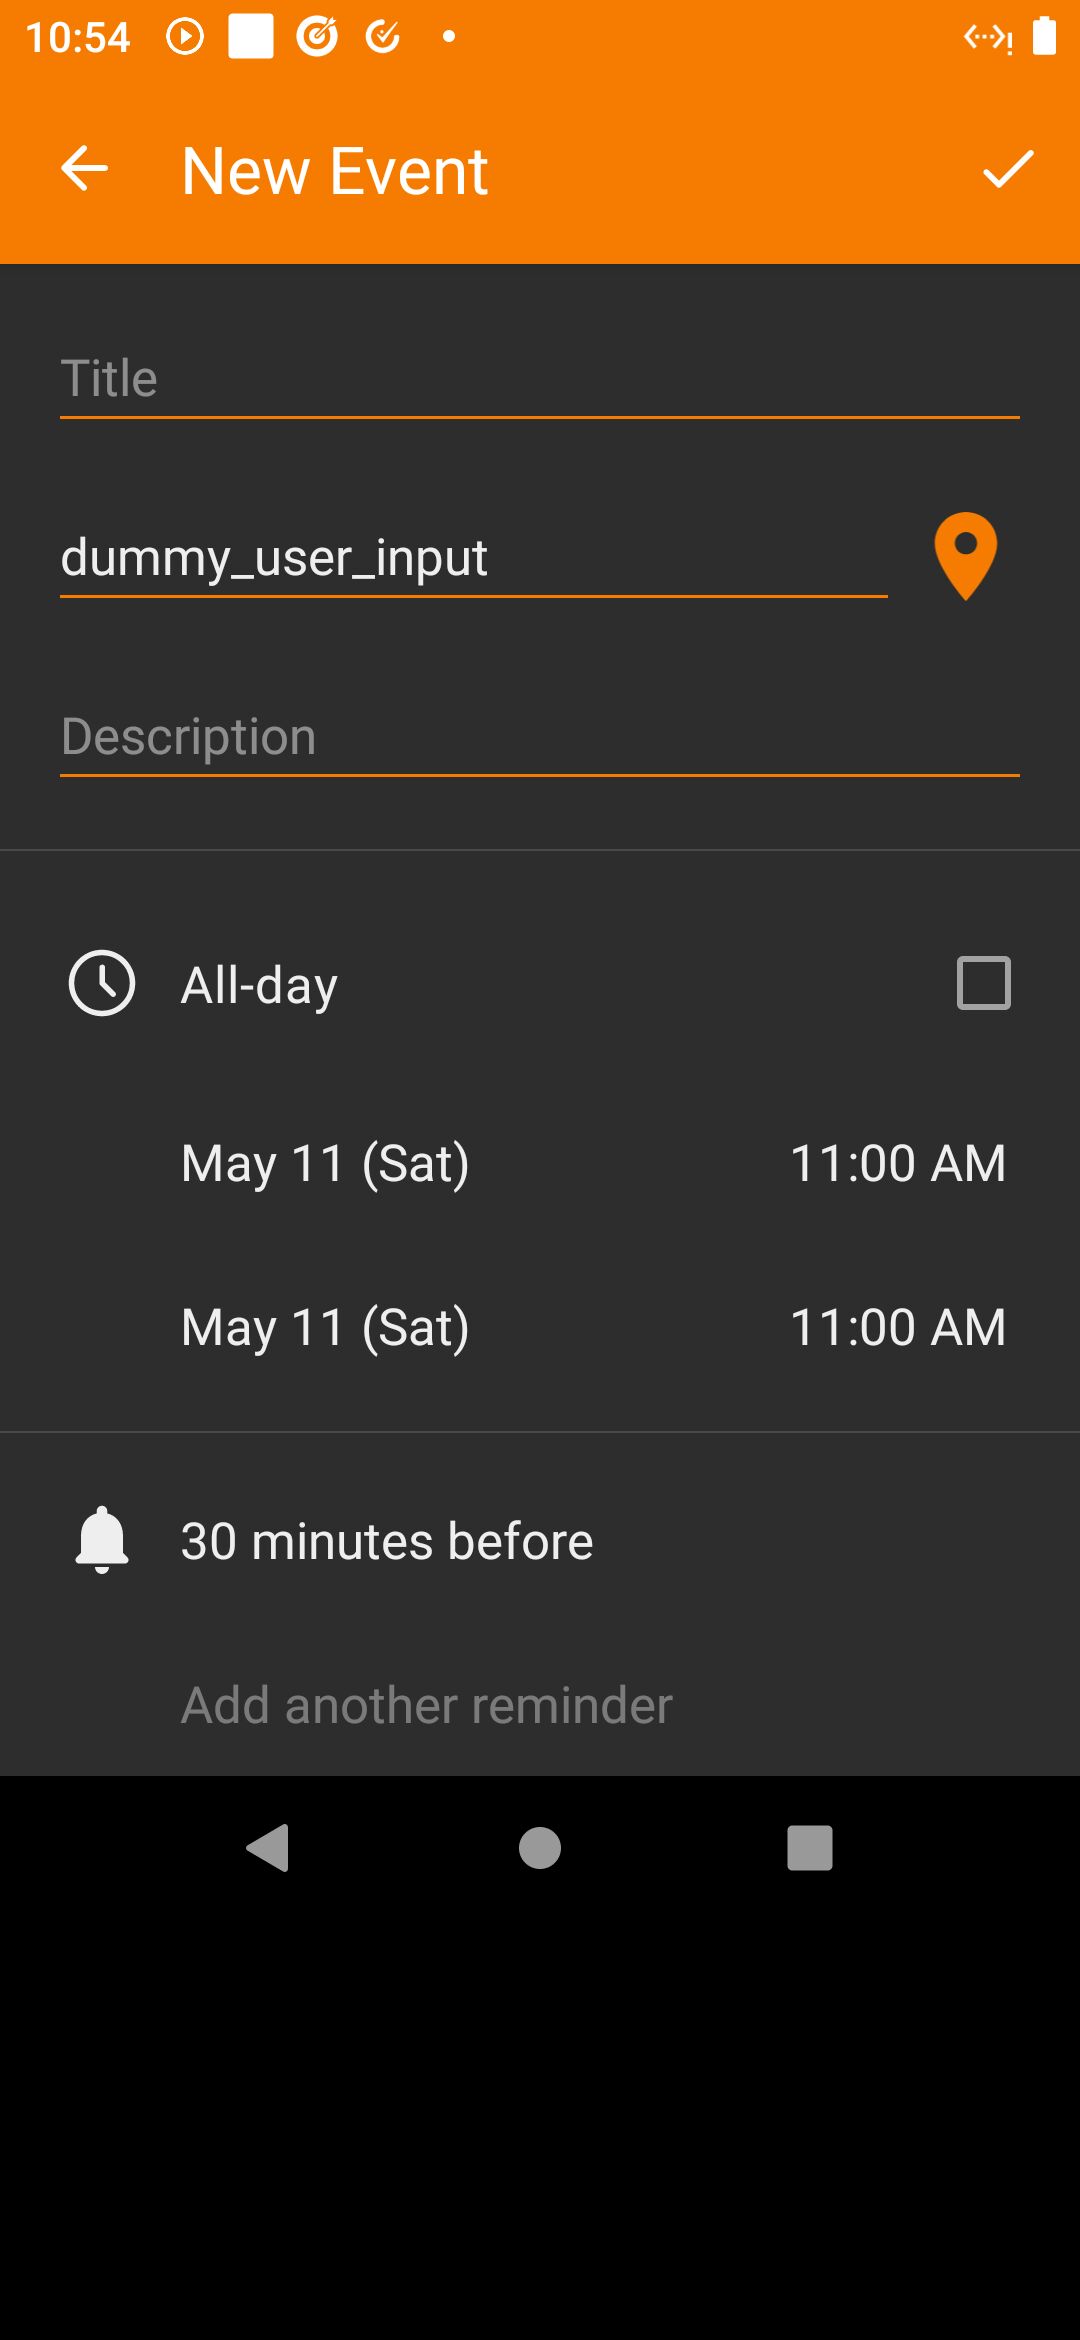 10:54
New Event
Title
dummy_user_input
Description
All-day
May 11 (Sat) 11:00 AM
May 11 (Sat) 11:00 AM
30 minutes before
Add another reminder